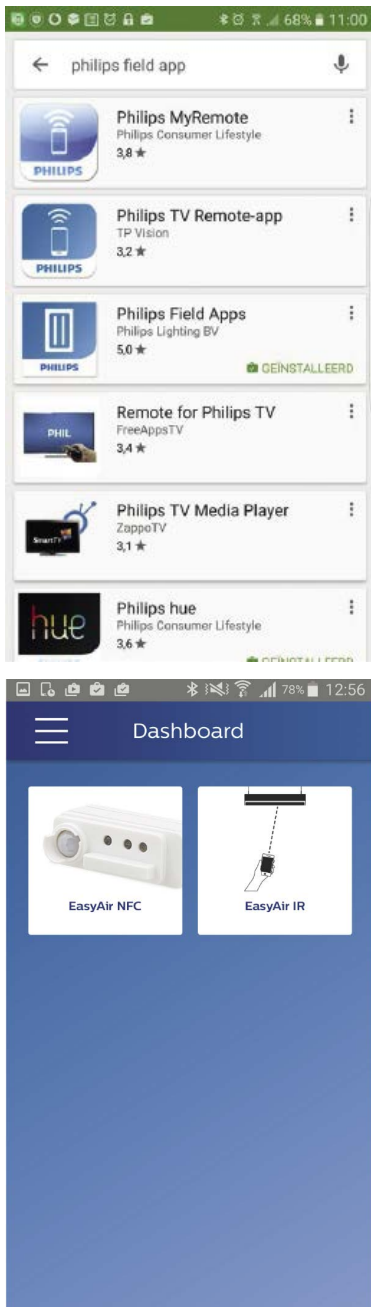 68% 11:00
philips field app
Philips MyRemote
Philips Consumer Lifestyle
3,8 ★
PHILIPS
Philips TV Remote-app
TP Vision
3,2 ★
PHILIPS
Philips Field Apps
Philips Lighting BV
5,0 ★
PHILIPS
GEÏNSTALLEERD
Remote for Philips TV
PHIL
FreeAppsTV
3,4 ★
Philips TV Media Player
ZappoTV
SmartTV
3,1 ★
Philips hue
hue
Philips Consumer Lifestyle
3,6 ★
GEÏNSTALLEERD
78% 12:56
Dashboard
EasyAir NFC
EasyAir IR